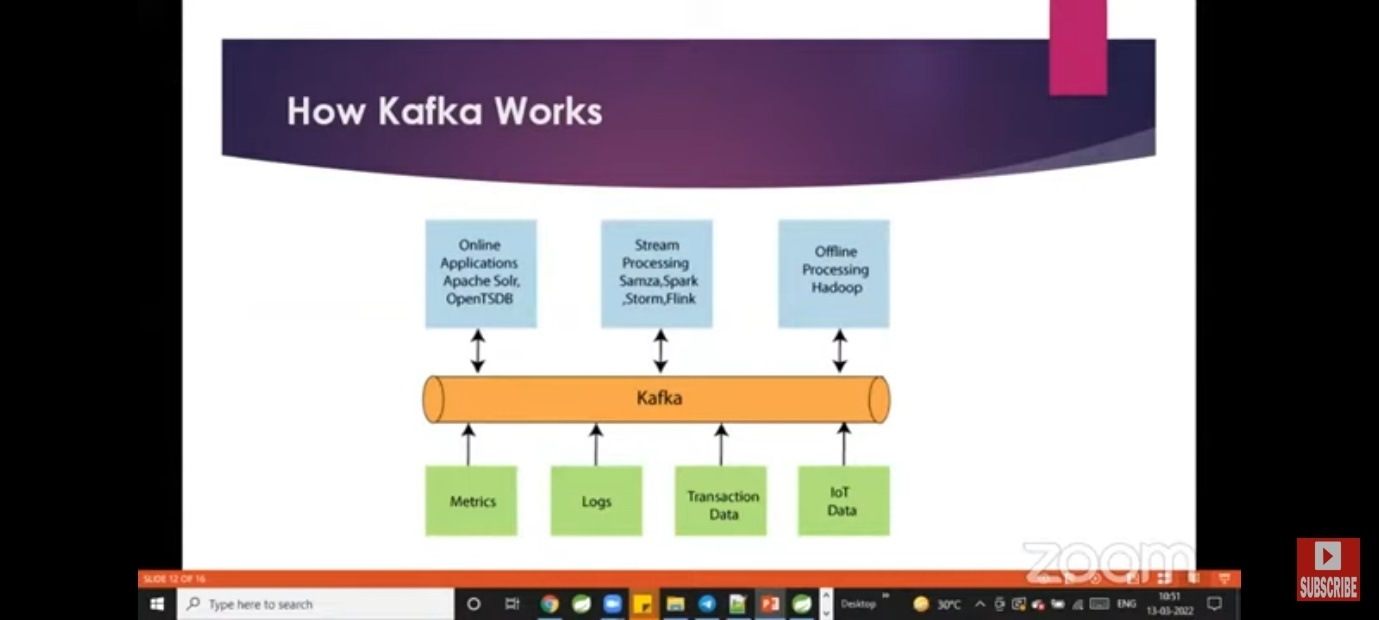 How Kafka Works
Online
Applications
Apache Solr,
OpenTSDB
Stream
Processing
Samza,Spark
,Storm,Flink
Offline
Processing
Hadoop
Kafka
Metrics
Logs
Transaction
Data
IoT
Data
zoom
SUBSCRIBE
SLIDE 12 OF 16
Type here to search
Desktop
30°C
ENG
10:51
13-03-2022